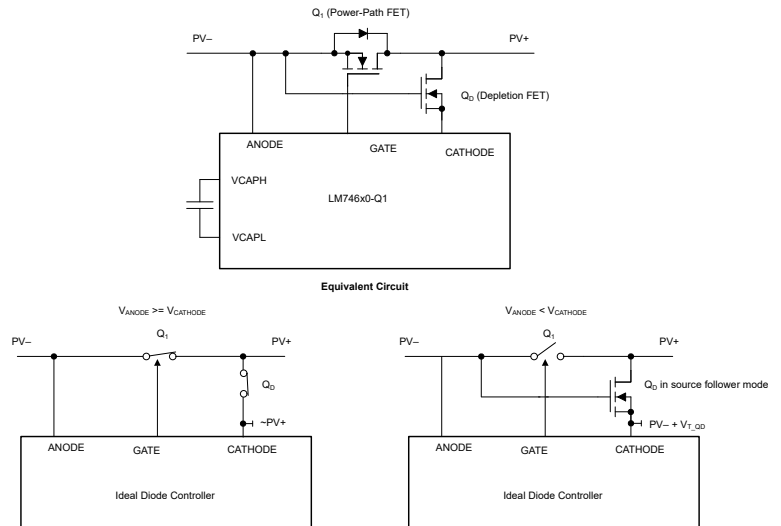 Q1 (Power-Path FET)
PV– PV+
QD (Depletion FET)
ANODE GATE CATHODE
VCAPH
LM746x0-Q1
VCAPL
Equivalent Circuit
VANODE >= VCATHODE
Q1
PV– PV+
QD
~PV+
ANODE GATE CATHODE
Ideal Diode Controller
VANODE < VCATHODE
Q1
PV– PV+
QD in source follower mode
PV– + VT_QD
ANODE GATE CATHODE
Ideal Diode Controller